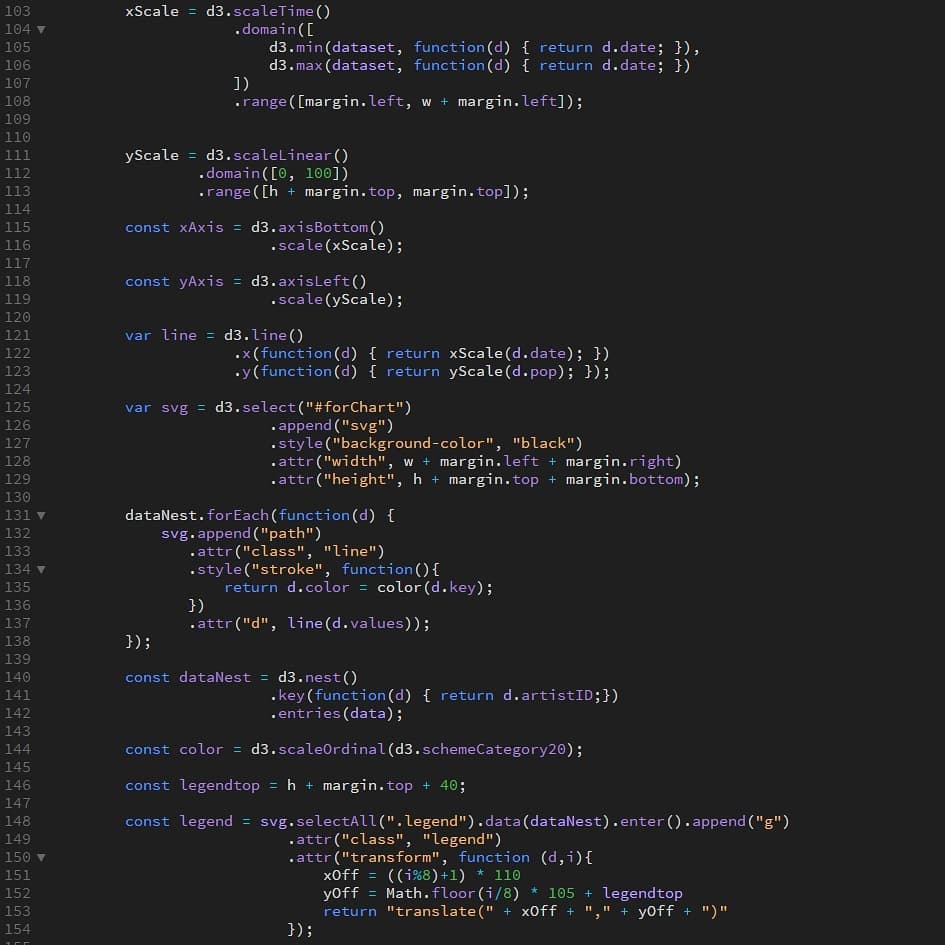 103 xScale = d3.scaleTime()
104 .domain([
105 d3.min(dataset, function(d) { return d.date; }),
106 d3.max(dataset, function(d) { return d.date; })
107 ])
108 .range([margin.left, w + margin.left]);
109
110
111 yScale = d3.scaleLinear()
112 .domain([0, 100])
113 .range([h + margin.top, margin.top]);
114
115 const xAxis = d3.axisBottom()
116 .scale(xScale);
117
118 const yAxis = d3.axisLeft()
119 .scale(yScale);
120
121 var line = d3.line()
122 .x(function(d) { return xScale(d.date); })
123 .y(function(d) { return yScale(d.pop); });
124
125 var svg = d3.select("#forChart")
126 .append("svg")
127 .style("background-color", "black")
128 .attr("width", w + margin.left + margin.right)
129 .attr("height", h + margin.top + margin.bottom);
130
131 dataNest.forEach(function(d) {
132 svg.append("path")
133 .attr("class", "line")
134 .style("stroke", function(){
135 return d.color = color(d.key);
136 })
137 .attr("d", line(d.values));
138 });
139
140 const dataNest = d3.nest()
141 .key(function(d) { return d.artistID;})
142 .entries(data);
143
144 const color = d3.scaleOrdinal(d3.schemeCategory20);
145
146 const legendtop = h + margin.top + 40;
147
148 const legend = svg.selectAll(".legend").data(dataNest).enter().append("g")
149 .attr("class", "legend")
150 .attr("transform", function (d,i){
151 xOff = ((i%8)+1) * 110
152 yOff = Math.floor(i/8) * 105 + legendtop
153 return "translate(" + xOff + "," + yOff + ")"
154 });